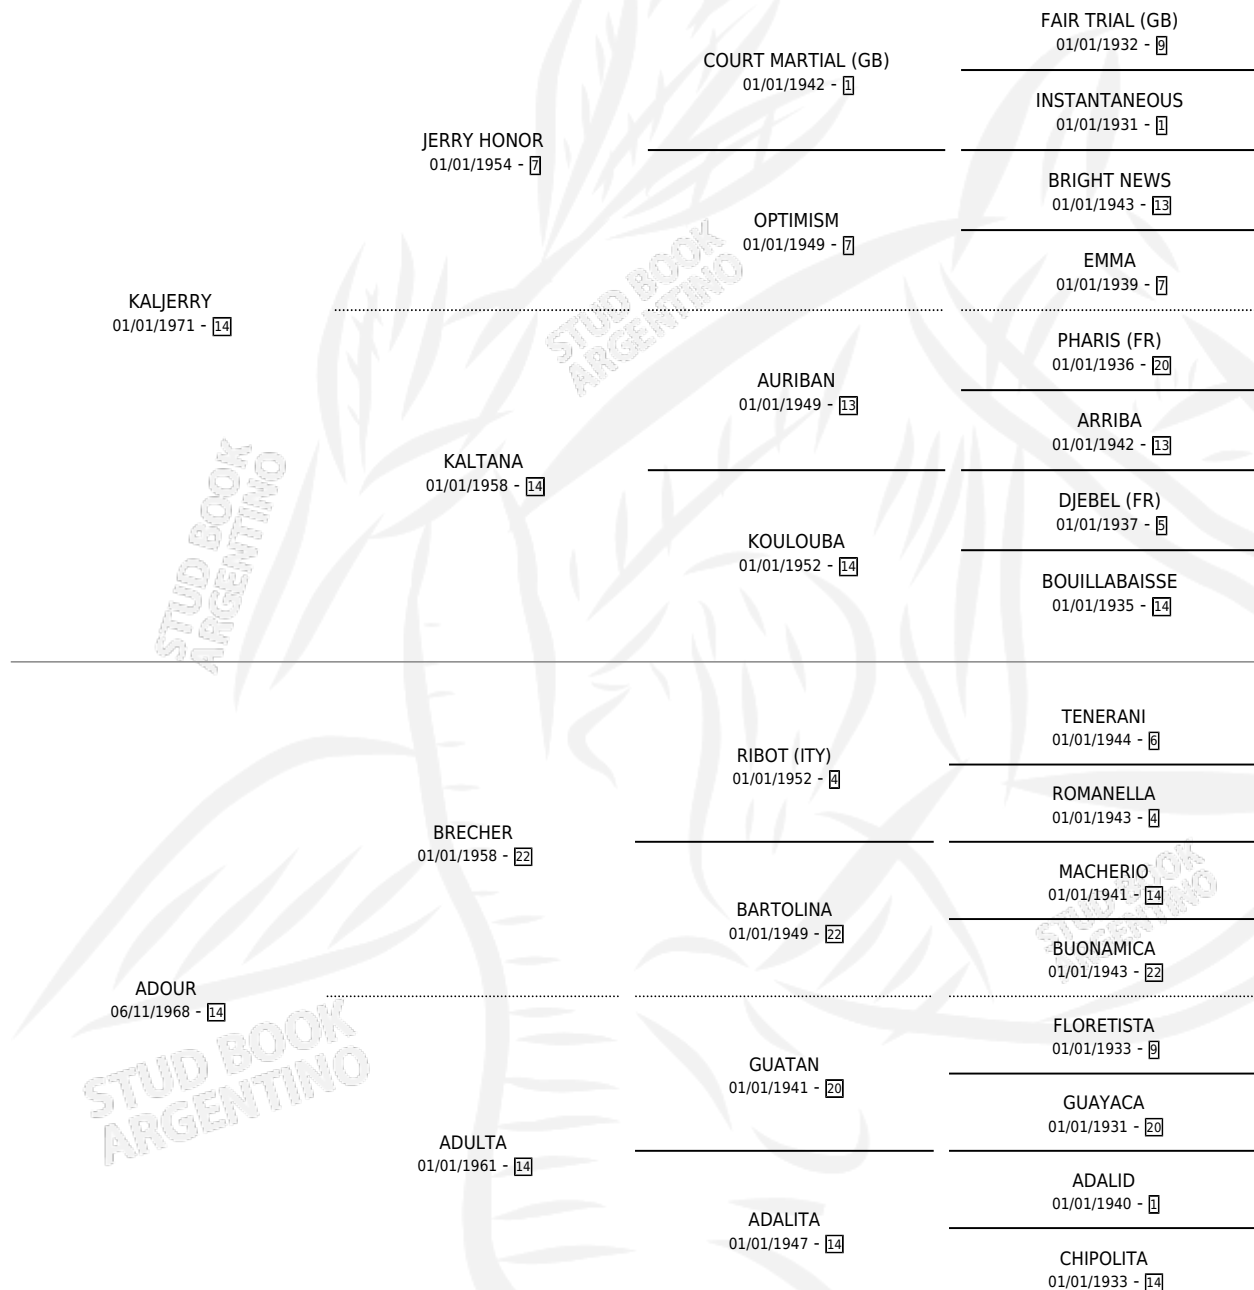 FAIR TRIAL (GB)
01/01/1932 - 9
COURT MARTIAL (GB)
01/01/1942 - 1
INSTANTANEOUS
01/01/1931 - 1
JERRY HONOR
01/01/1954 - 7
BRIGHT NEWS
01/01/1943 - 13
OPTIMISM
01/01/1949 - 7
EMMA
01/01/1939 - 7
KALJERRY
01/01/1971 - 14
PHARIS (FR)
01/01/1936 - 20
AURIBAN
01/01/1949 - 13
ARRIBA
01/01/1942 - 13
KALTANA
01/01/1958 - 14
DJEBEL (FR)
01/01/1937 - 5
KOULOUBA
01/01/1952 - 14
BOUILLABAISSE
01/01/1935 - 14
STUD BOOK
ARGENTINO
STUD BOOK
ARGENTINO
TENERANI
01/01/1944 - 6
RIBOT (ITY)
01/01/1952 - 4
ROMANELLA
01/01/1943 - 4
BRECHER
01/01/1958 - 22
MACHERIO
01/01/1941 - 14
BARTOLINA
01/01/1949 - 22
BUONAMICA
01/01/1943 - 22
STUD BOOK
ARGENTINO
ADOUR
06/11/1968 - 14
FLORETISTA
01/01/1933 - 9
GUATAN
01/01/1941 - 20
GUAYACA
01/01/1931 - 20
STUD BOOK
ARGENTINO
ADULTA
01/01/1961 - 14
ADALID
01/01/1940 - 1
ADALITA
01/01/1947 - 14
CHIPOLITA
01/01/1933 - 14